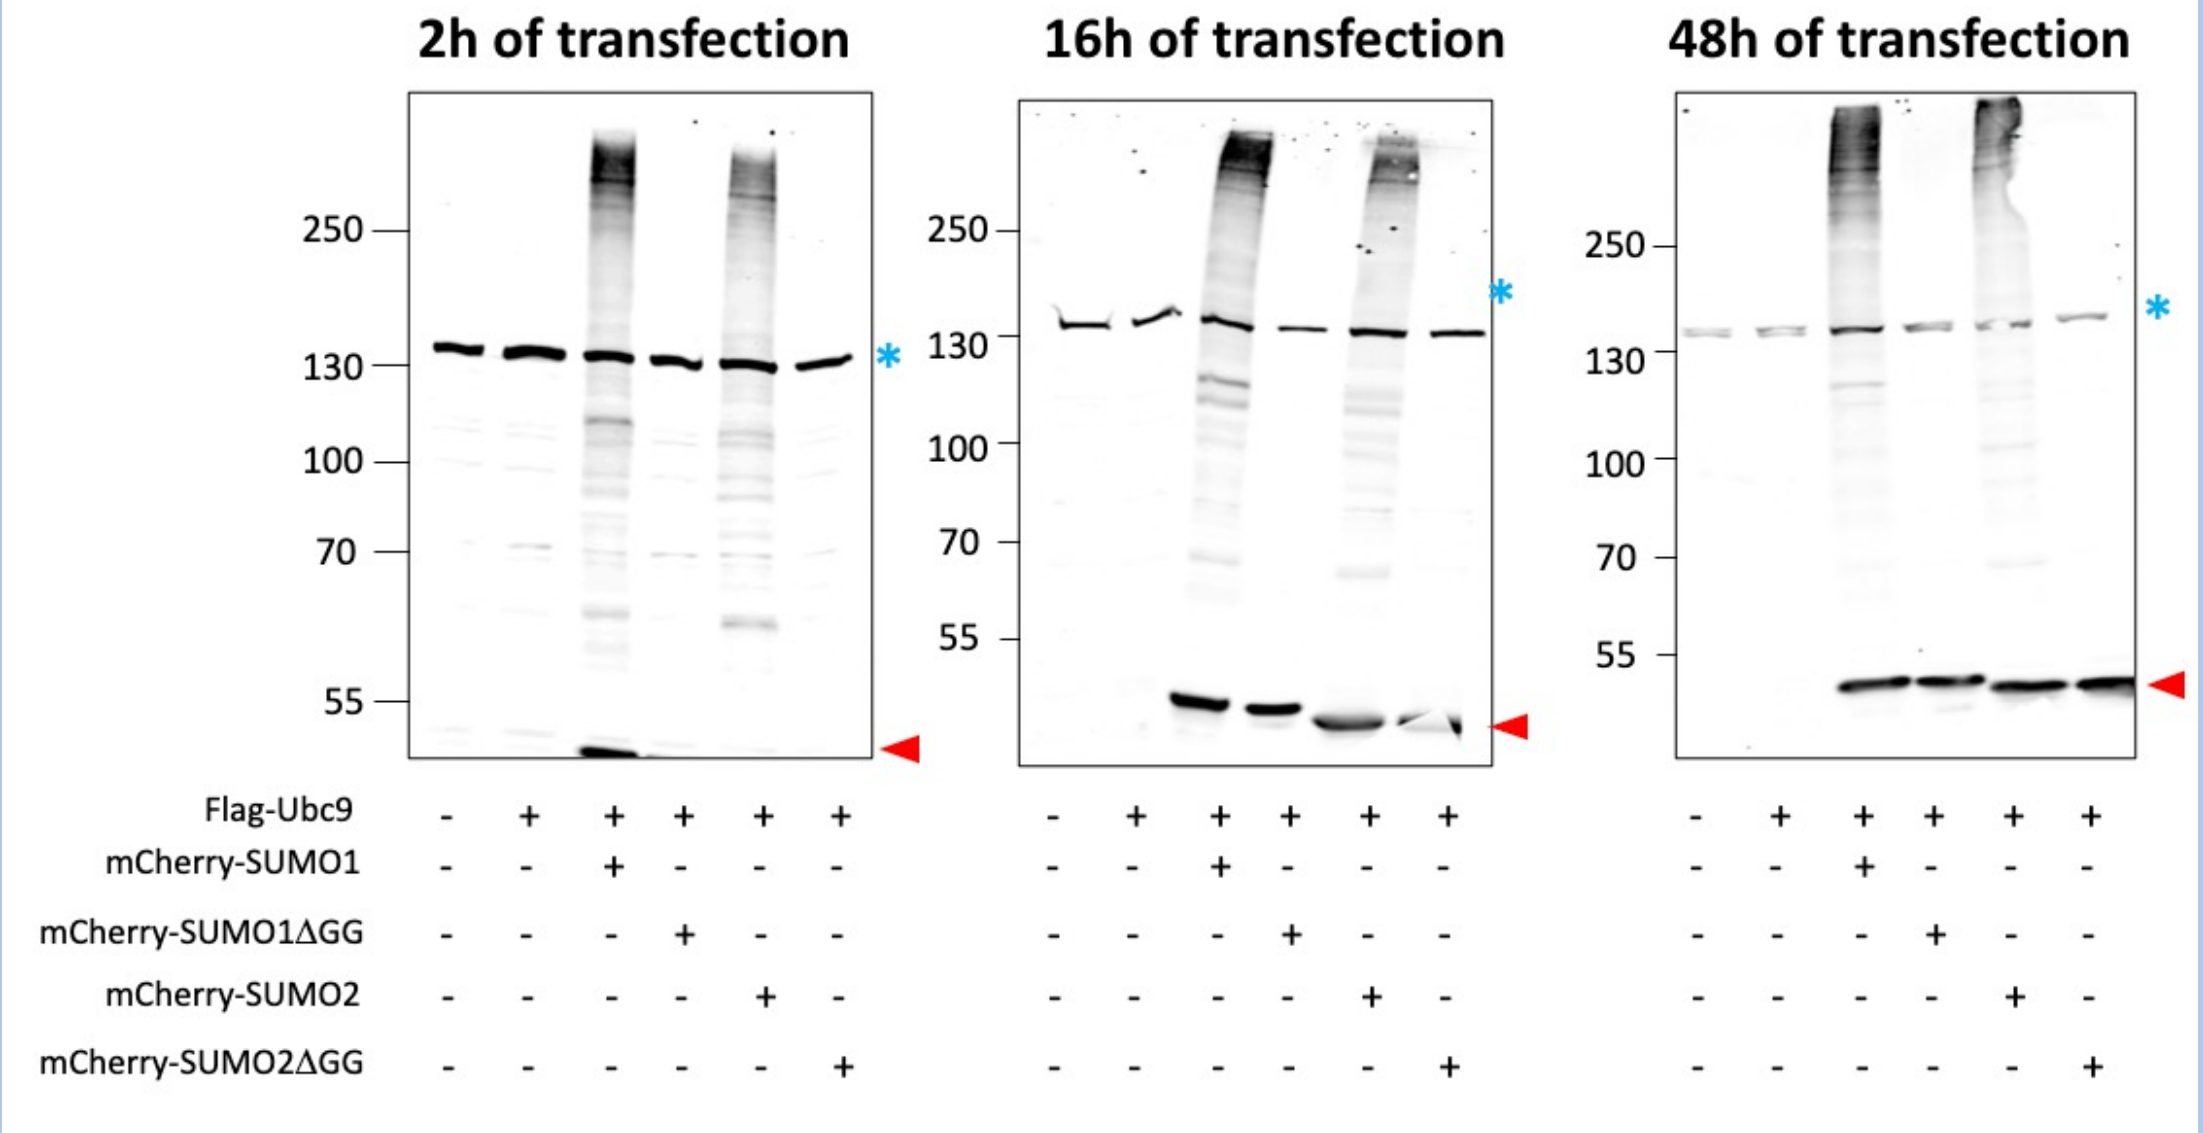 2h of transfection 16h of transfection 48h of transfection
250 250 250
130 * 130 * 130 *
100 100 100
70 70 70
55 55 55
Flag-Ubc9 - + + + + + - + + + + + - + + + + +
mCherry-SUMO1 - - + - - - - - + - - - - - + - - -
mCherry-SUMO1ΔGG - - - + - - - - - + - - - - - + - -
mCherry-SUMO2 - - - - + - - - - - + - - - - - + -
mCherry-SUMO2ΔGG - - - - - + - - - - - + - - - - - +